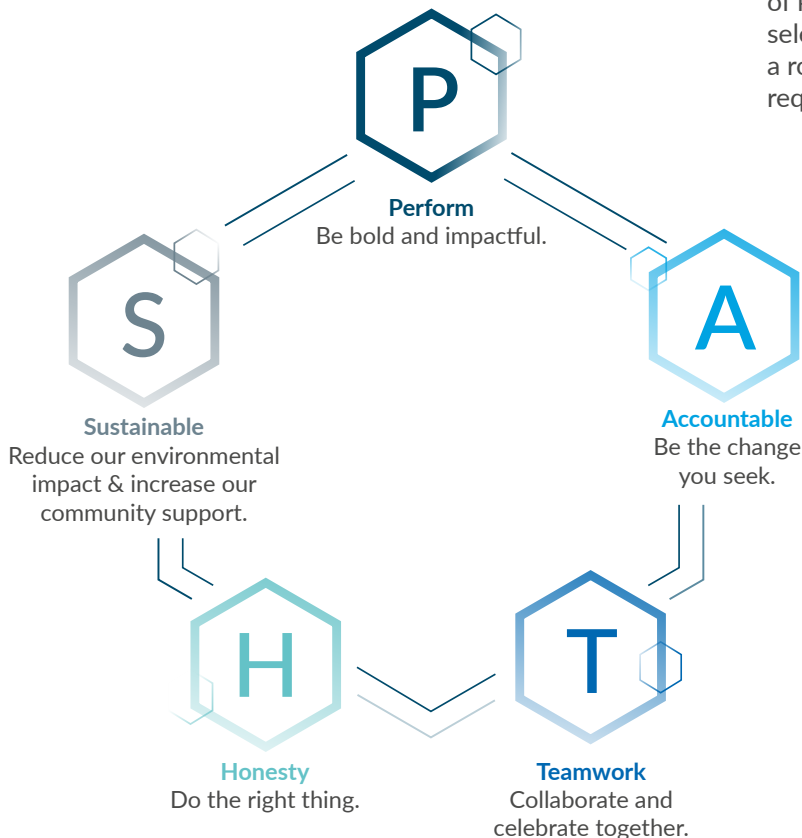 of
a
P
Perform
Be bold and impactful.
A
Accountable
Be the change
you seek.
T
Teamwork
Collaborate and
celebrate together.
H
Honesty
Do the right thing.
S
Sustainable
Reduce our environmental
impact & increase our
community support.